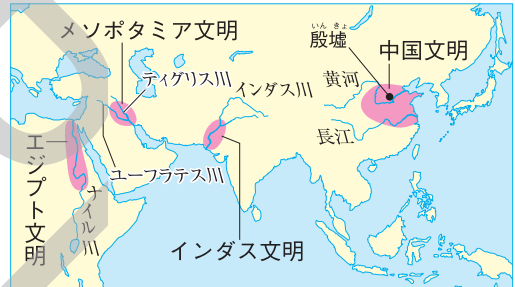 メソポタミア文明
ティグリス川
インダス川
いん きょ
殷墟
黄河
中国文明
長江
ユーフラテス川
エジプト文明
ナイル川
インダス文明